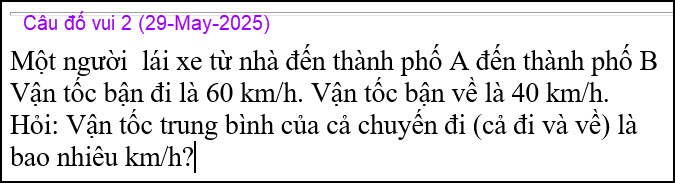 Câu đố vui 2 (29-May-2025)
Một người lái xe từ nhà đến thành phố A đến thành phố B
Vận tốc bận đi là 60 km/h. Vận tốc bận về là 40 km/h.
Hỏi: Vận tốc trung bình của cả chuyến đi (cả đi và về) là
bao nhiêu km/h?